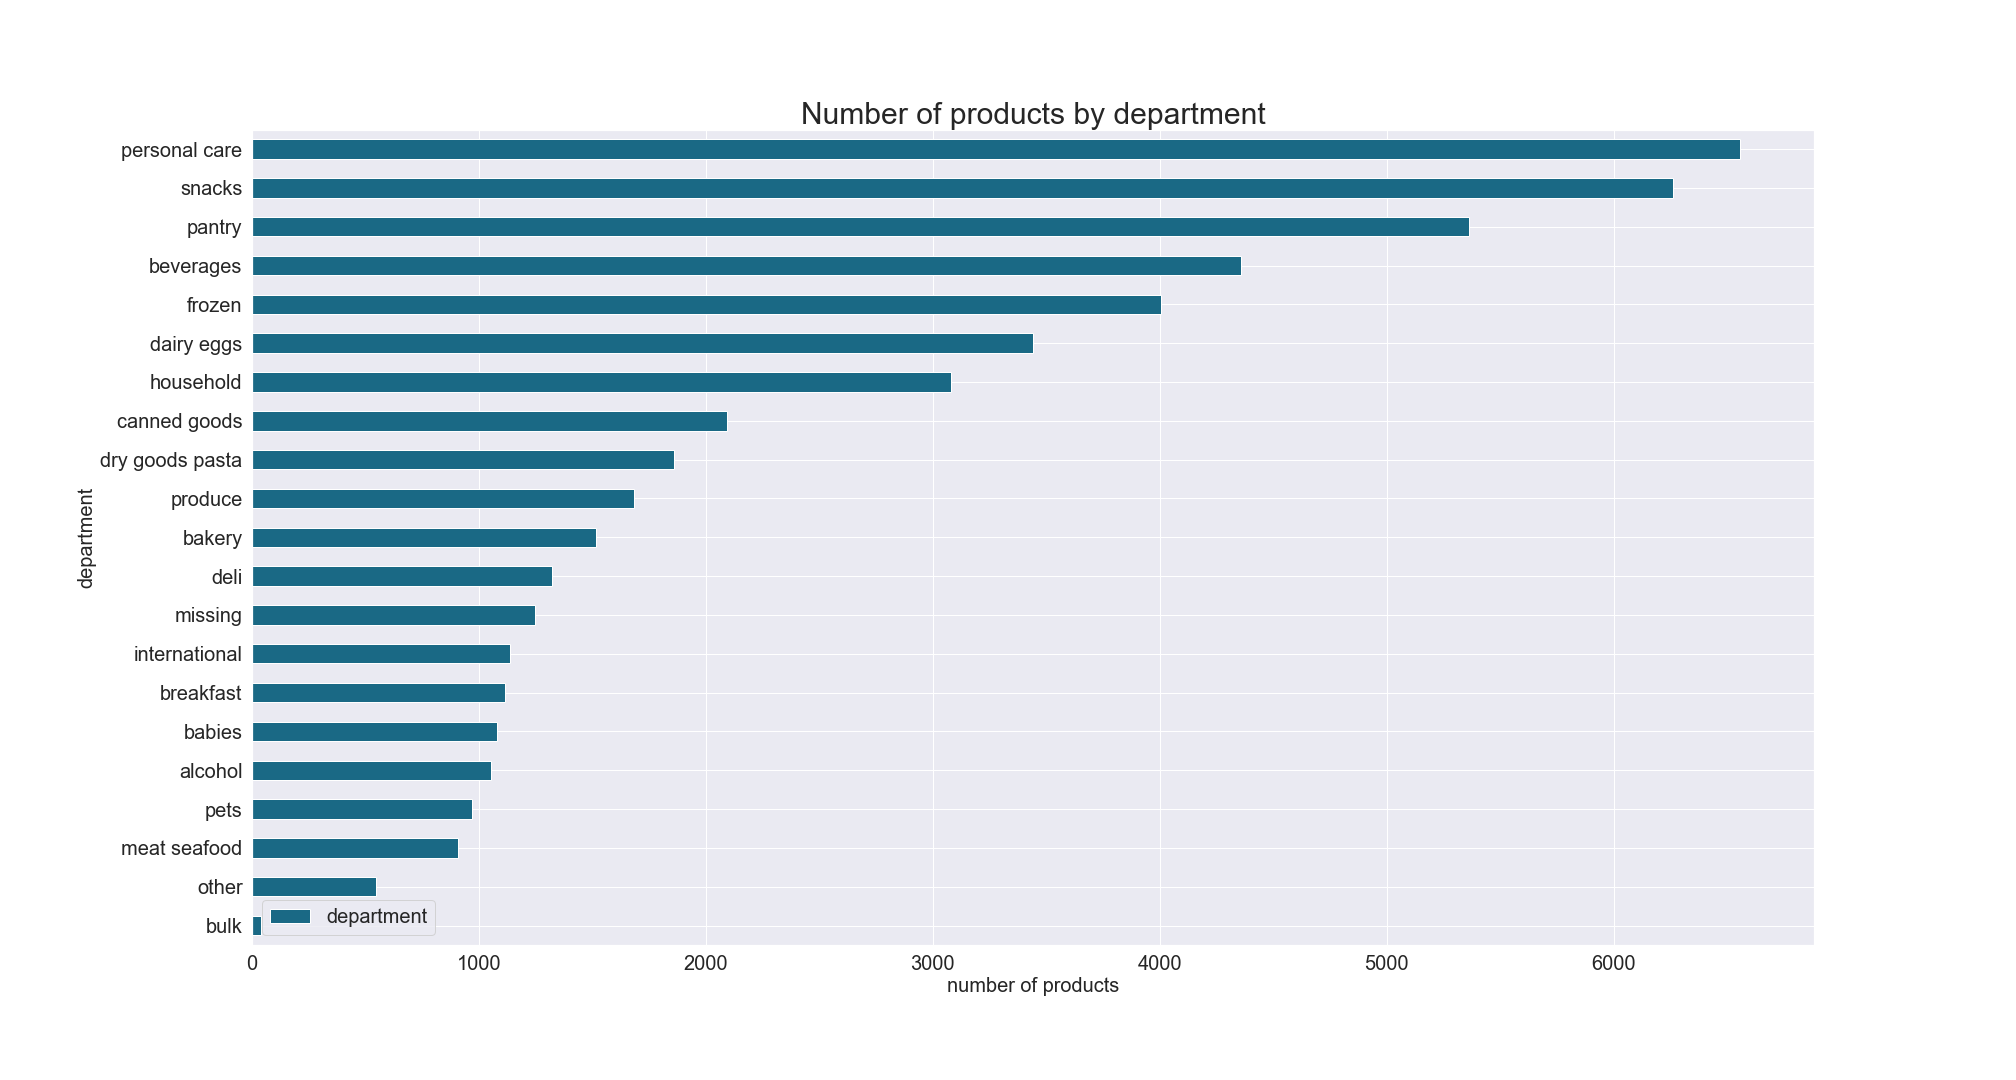 Number of products by department
personal care
snacks
pantry
beverages
frozen
dairy eggs
household
canned goods
dry goods pasta
produce
bakery
deli
missing
international
breakfast
babies
alcohol
pets
meat seafood
other
bulk
department
department
0 1000 2000 3000 4000 5000 6000
number of products